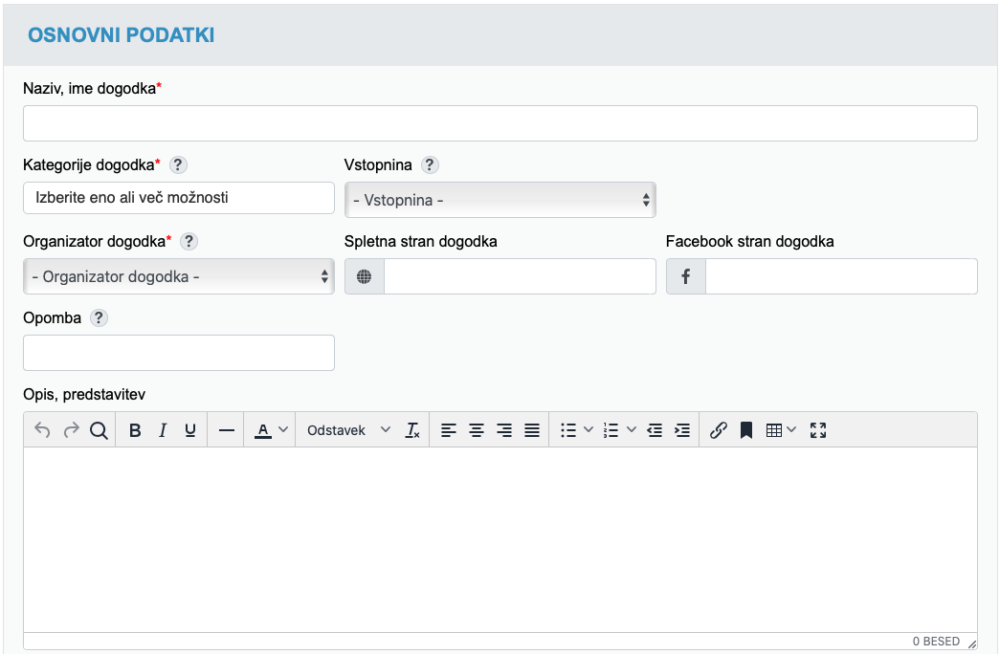 OSNOVNI PODATKI
Naziv, ime dogodka*
Kategorije dogodka* ? Vstopnina ?
Izberite eno ali več možnosti - Vstopnina -
Organizator dogodka* ? Spletna stran dogodka Facebook stran dogodka
- Organizator dogodka -
Opomba ?
Opis, predstavitev
B I U A Odstavek
0 BESED